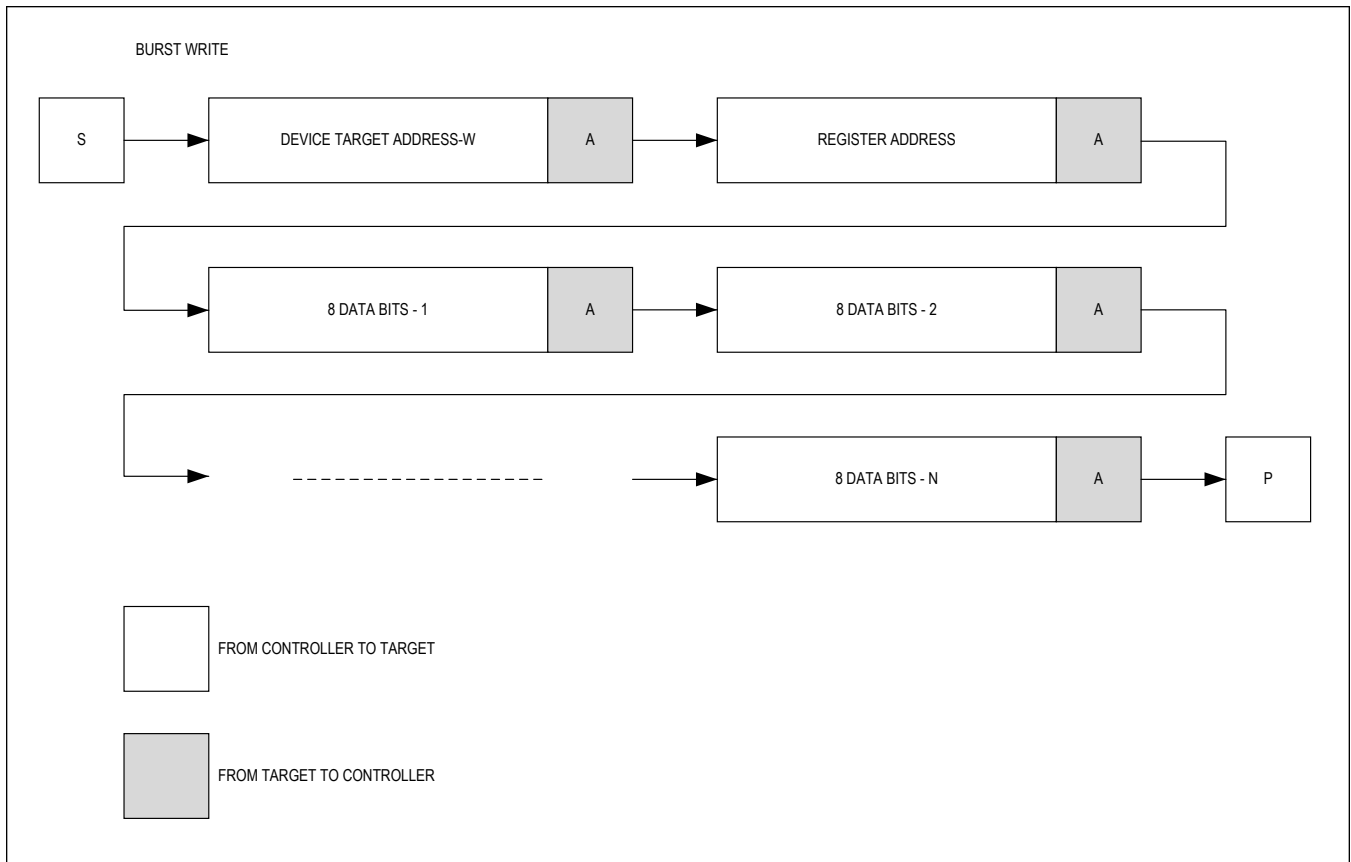 BURST WRITE
S DEVICE TARGET ADDRESS-W A REGISTER ADDRESS A
8 DATA BITS - 1 A 8 DATA BITS - 2 A
8 DATA BITS - N A P
FROM CONTROLLER TO TARGET
FROM TARGET TO CONTROLLER